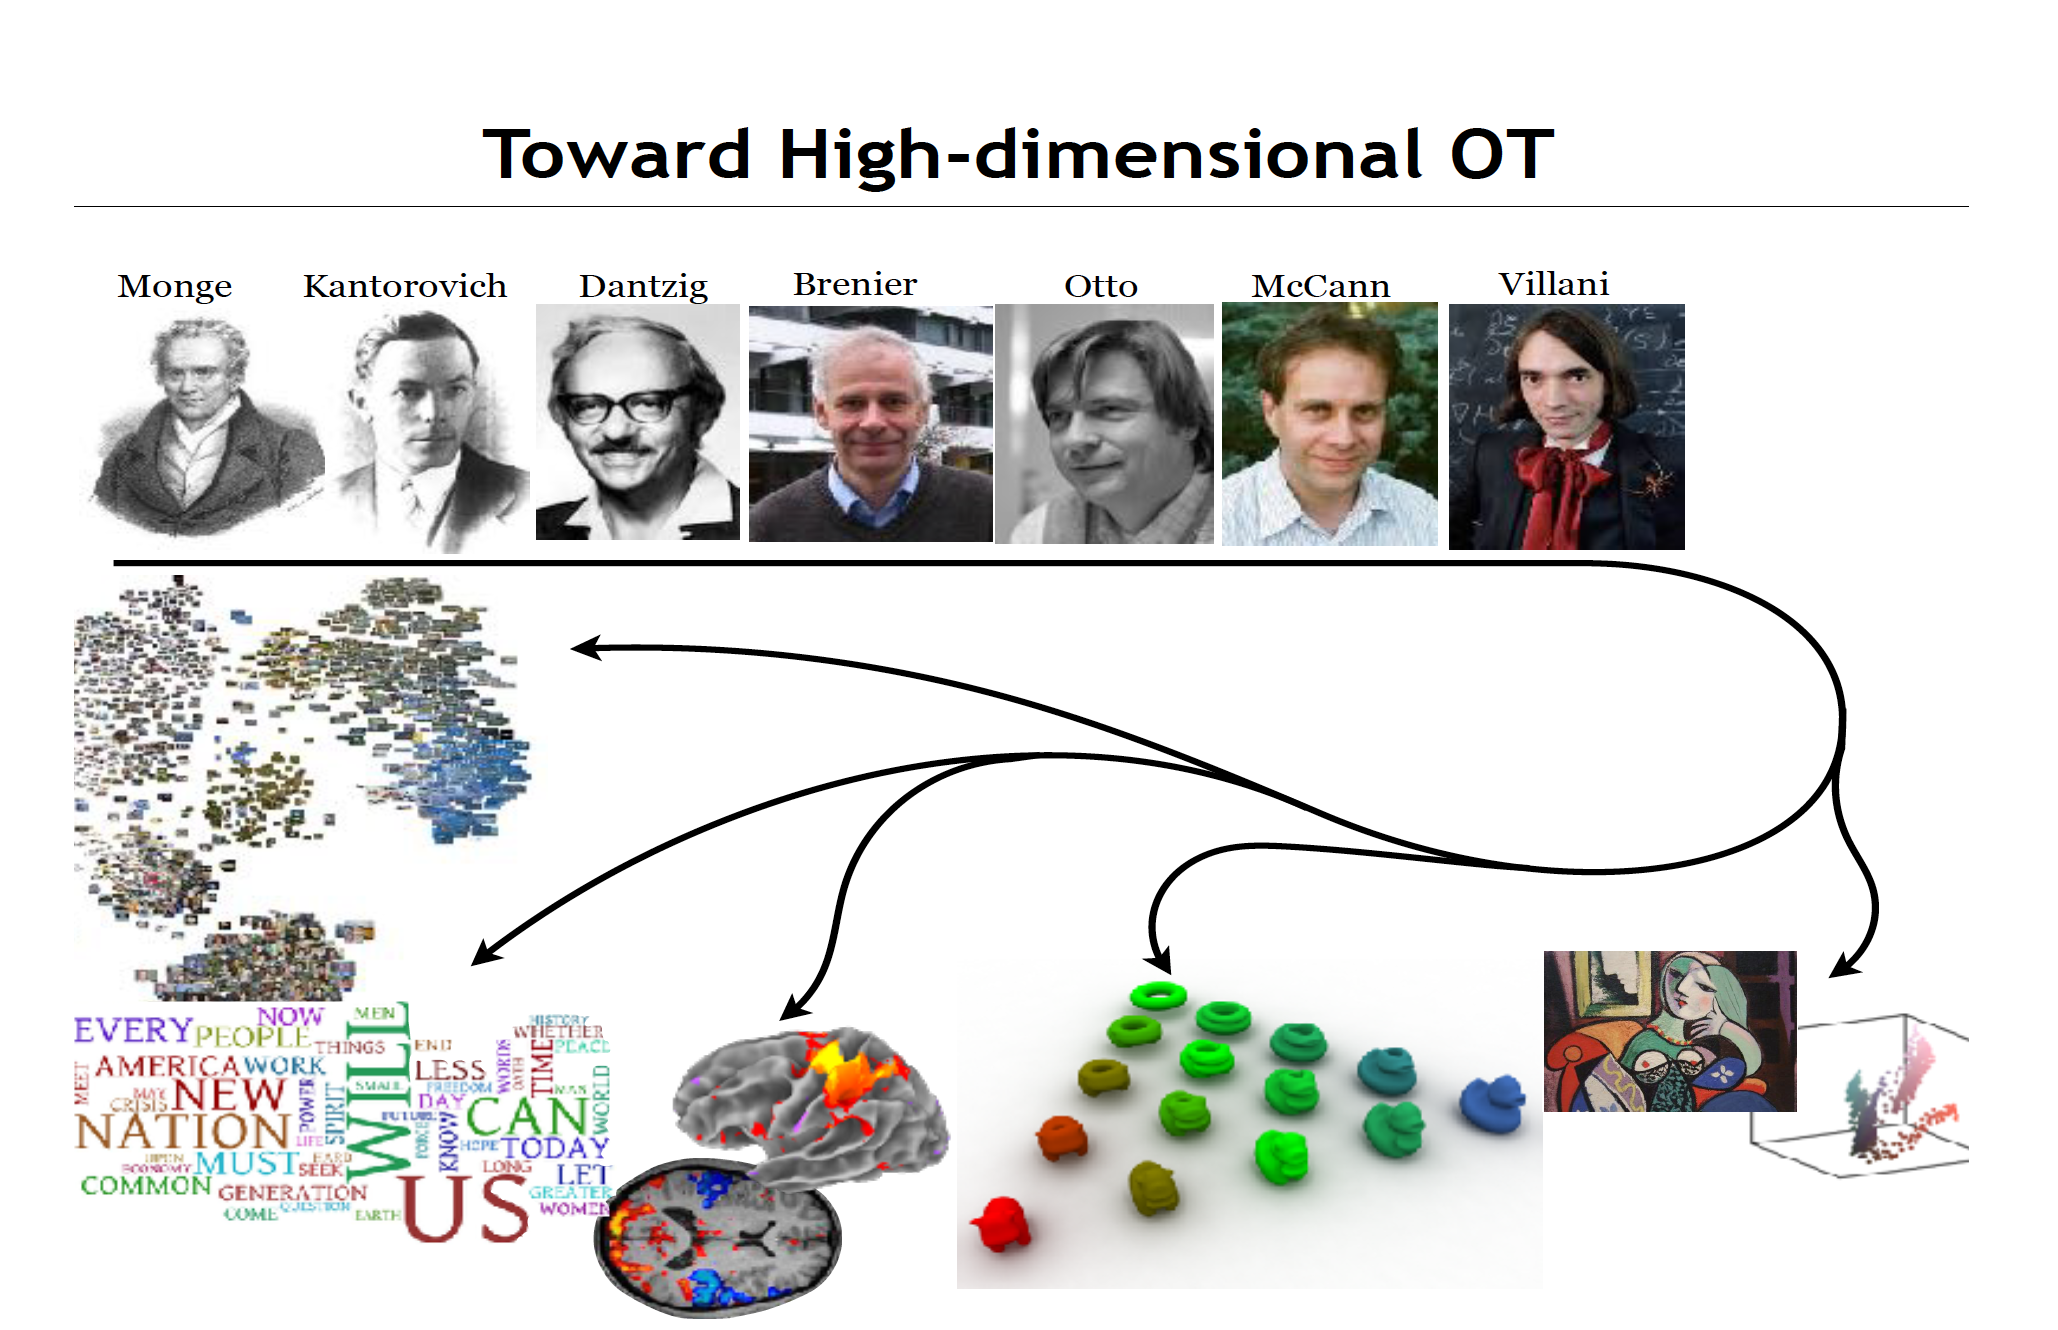 Toward High-dimensional OT
Monge Kantorovich Dantzig Brenier Otto McCann Villani
EVERY
PEOPLE
NOW
THINGS
WILL
MEN
END
HISTORY
WHETHER
PEACE
TIME
WORDS
OATH
MEET
AMERICA
WORK
LESS
SMALL
FREEDOM
MAN
WORLD
MAY
CRISIS
NEW
POWER
SPIRIT
DAY
CAN
FUTURE
FORCE
KNOW
NATION
LIFE
HOPE
TODAY
UPON
ECONOMY
MUST
HARD
SEEK
LONG
LET
COMMON
GENERATION
US
GREATER
COME
QUESTION
EARTH
WOMEN